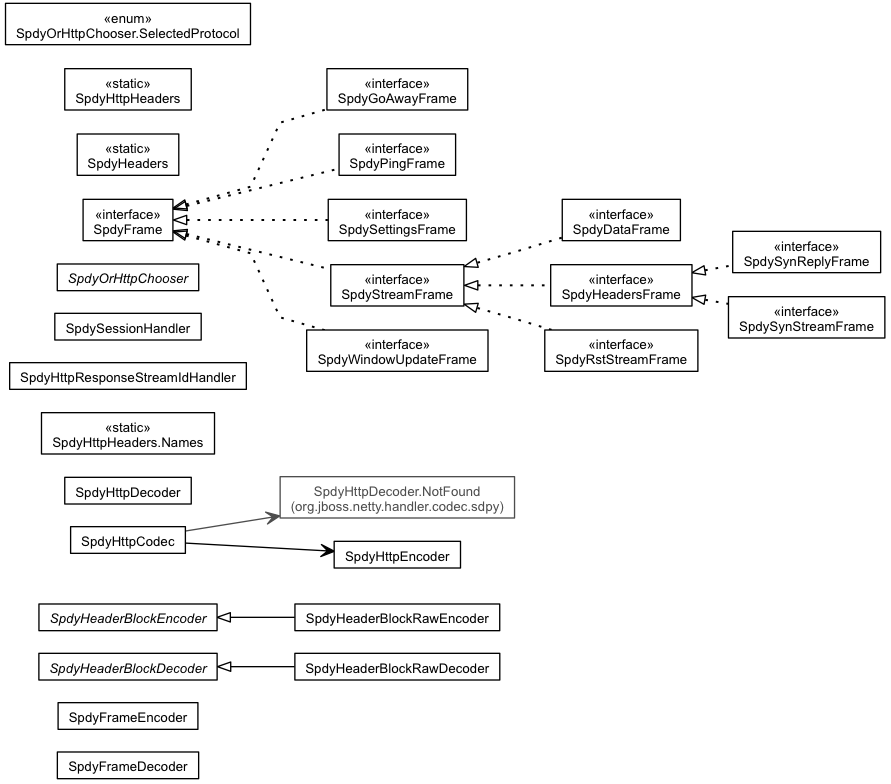 «enum»
SpdyOrHttpChooser.SelectedProtocol
«static»
SpdyHttpHeaders
«interface»
SpdyGoAwayFrame
«static»
SpdyHeaders
«interface»
SpdyPingFrame
«interface»
SpdyFrame
«interface»
SpdySettingsFrame
«interface»
SpdyDataFrame
«interface»
SpdySynReplyFrame
SpdyOrHttpChooser
«interface»
SpdyStreamFrame
«interface»
SpdyHeadersFrame
«interface»
SpdySynStreamFrame
SpdySessionHandler
«interface»
SpdyWindowUpdateFrame
«interface»
SpdyRstStreamFrame
SpdyHttpResponseStreamIdHandler
«static»
SpdyHttpHeaders.Names
SpdyHttpDecoder
SpdyHttpDecoder.NotFound
(org.jboss.netty.handler.codec.sdpy)
SpdyHttpCodec
SpdyHttpEncoder
SpdyHeaderBlockEncoder
SpdyHeaderBlockRawEncoder
SpdyHeaderBlockDecoder
SpdyHeaderBlockRawDecoder
SpdyFrameEncoder
SpdyFrameDecoder